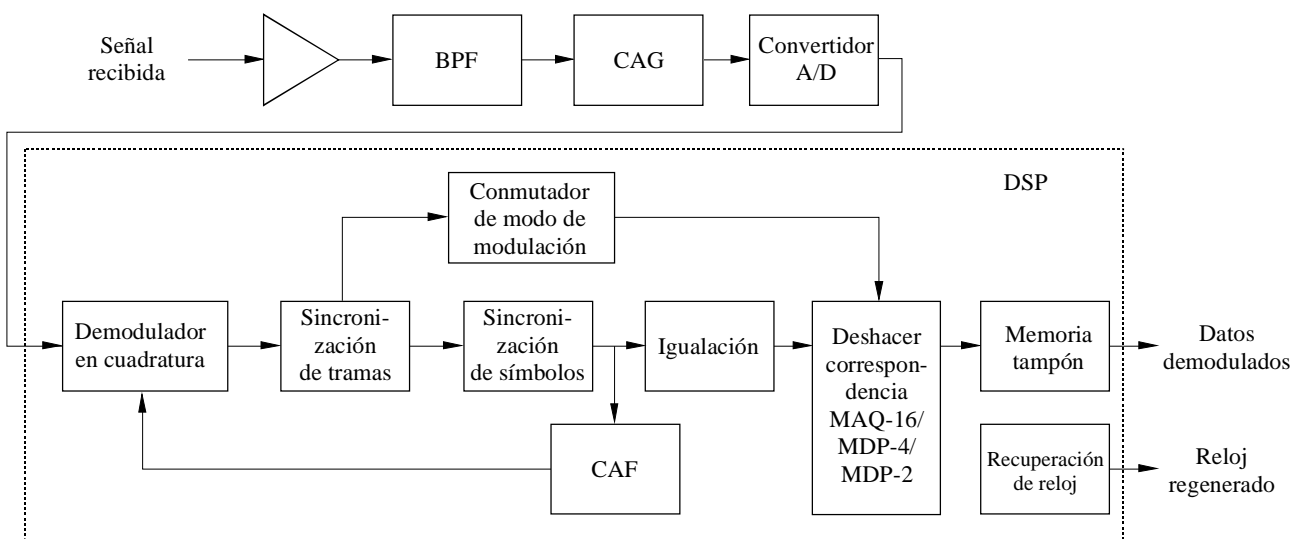 Señal
recibida
BPF
CAG
Convertidor
A/D
DSP
Conmutador
de modo de
modulación
Demodulador
en cuadratura
Sincroni-
zación
de tramas
Sincroni-
zación
de símbolos
Igualación
Deshacer
correspon-
dencia
MAQ-16/
MDP-4/
MDP-2
Memoria
tampón
Datos
demodulados
CAF
Recuperación
de reloj
Reloj
regenerado